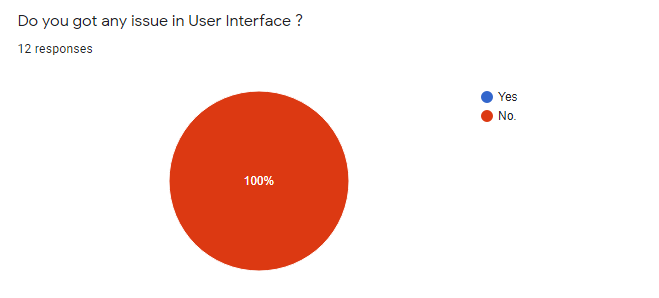 Do you got any issue in User Interface ?
12 responses
Yes
No.
100%